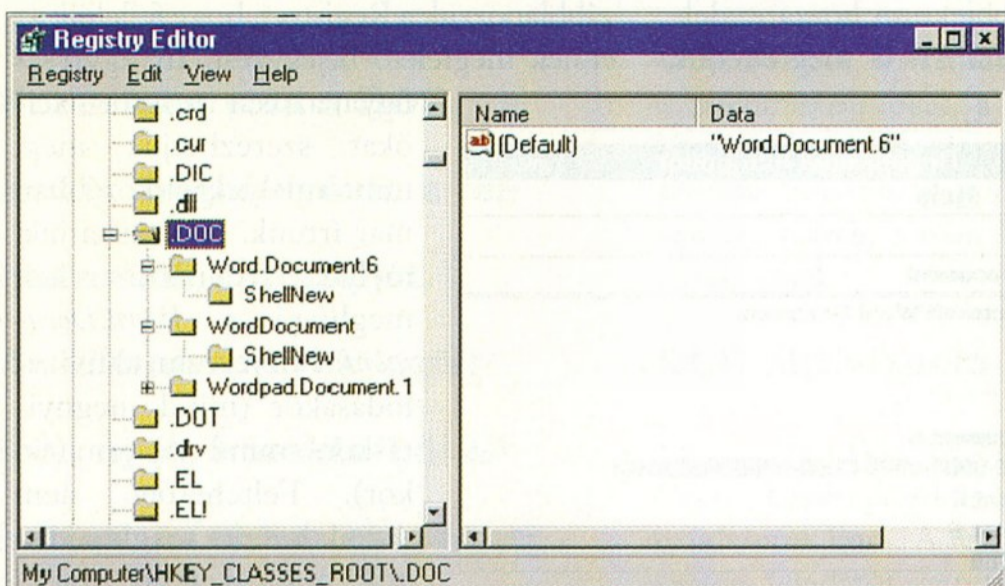 Registry Editor
Registry Edit View Help
.crd
.cur
.DIC
.dll
.DOC
Word.Document.6
ShellNew
WordDocument
ShellNew
Wordpad.Document.1
.DOT
.drv
.EL
.EL!
Name Data
ab (Default) "Word.Document.6"
My Computer\HKEY_CLASSES_ROOT\.DOC